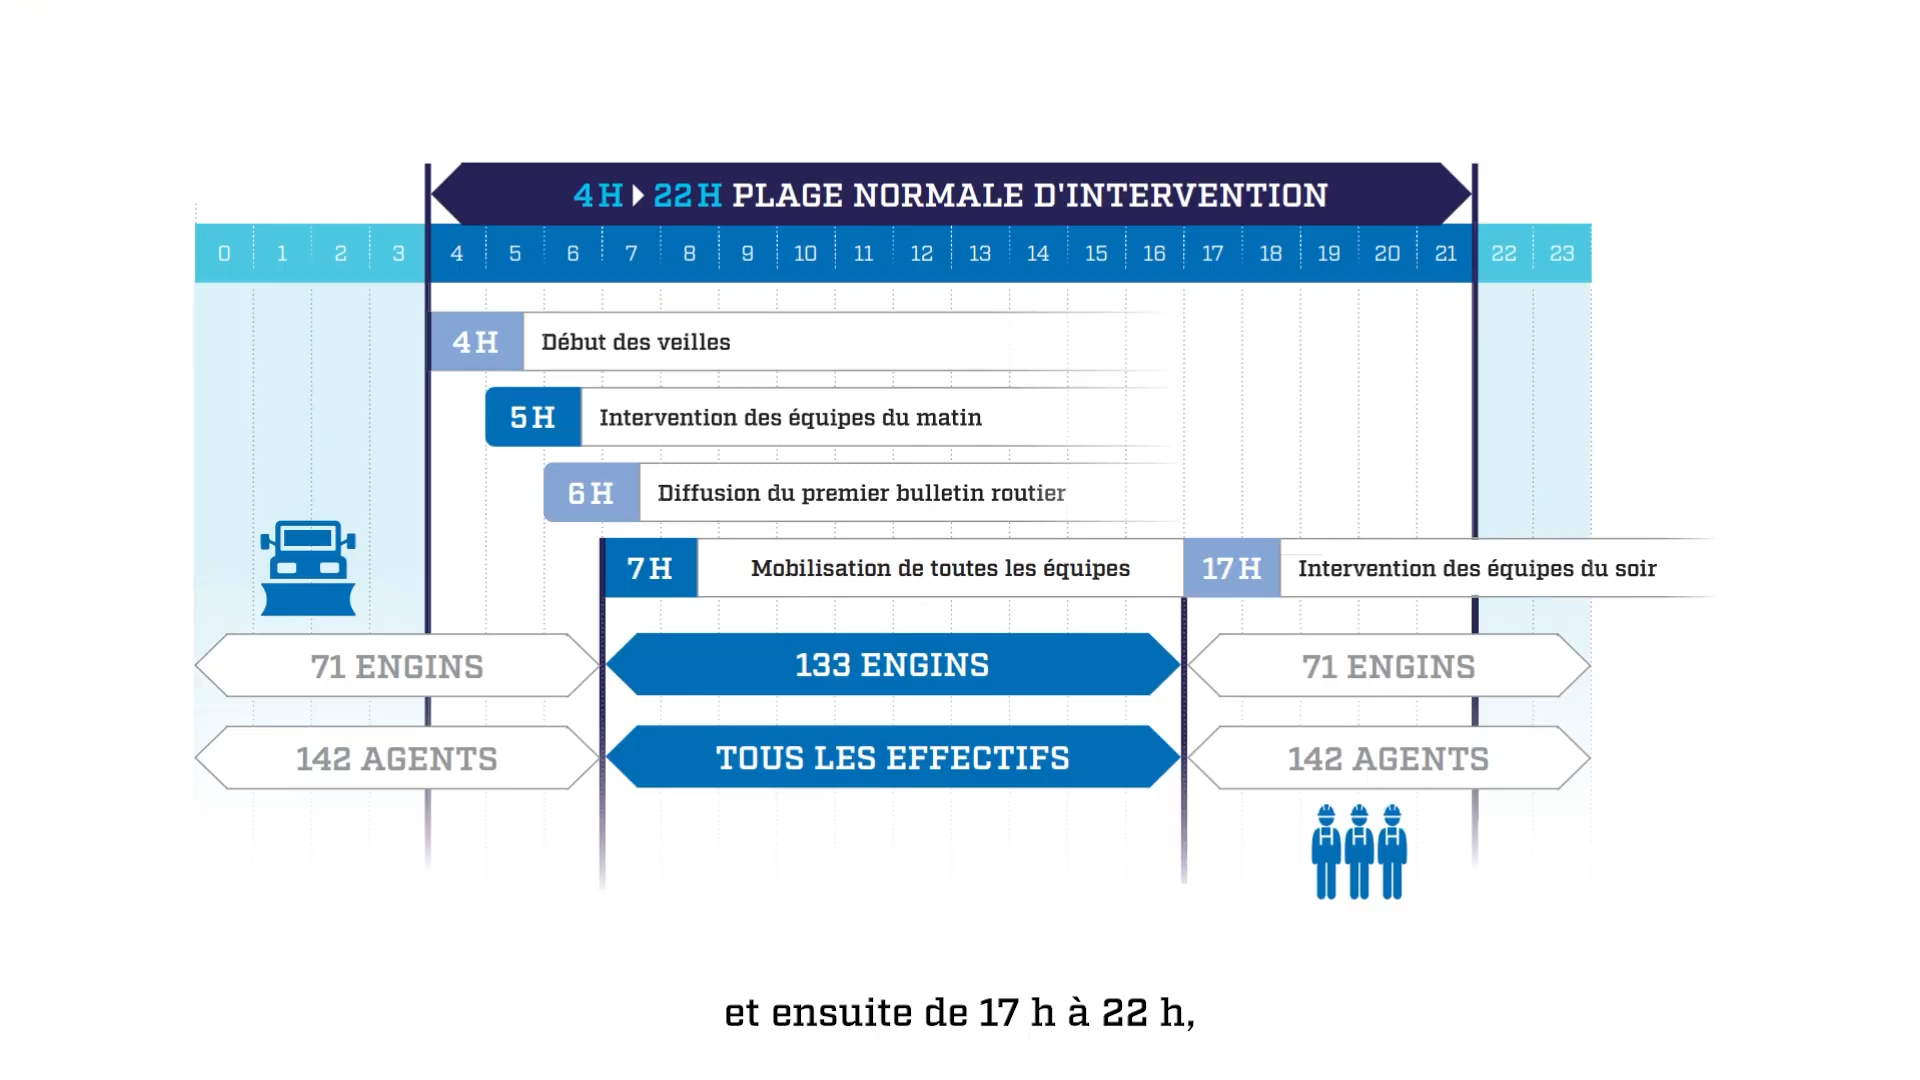 4 H ▶ 22 H PLAGE NORMALE D'INTERVENTION
0 1 2 3 4 5 6 7 8 9 10 11 12 13 14 15 16 17 18 19 20 21 22 23
4 H Début des veilles
5 H Intervention des équipes du matin
6 H Diffusion du premier bulletin routier
7 H Mobilisation de toutes les équipes 17 H Intervention des équipes du soir
71 ENGINS 133 ENGINS 71 ENGINS
142 AGENTS TOUS LES EFFECTIFS 142 AGENTS
et ensuite de 17 h à 22 h,